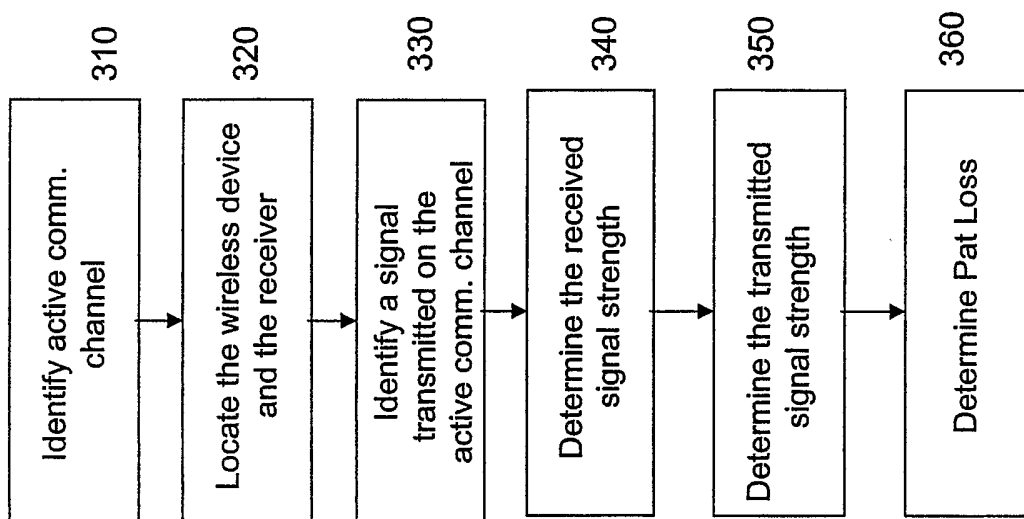 310
Identify active comm.
channel
320
Locate the wireless device
and the receiver
330
Identify a signal
transmitted on the
active comm. channel
340
Determine the received
signal strength
350
Determine the transmitted
signal strength
360
Determine Pat Loss